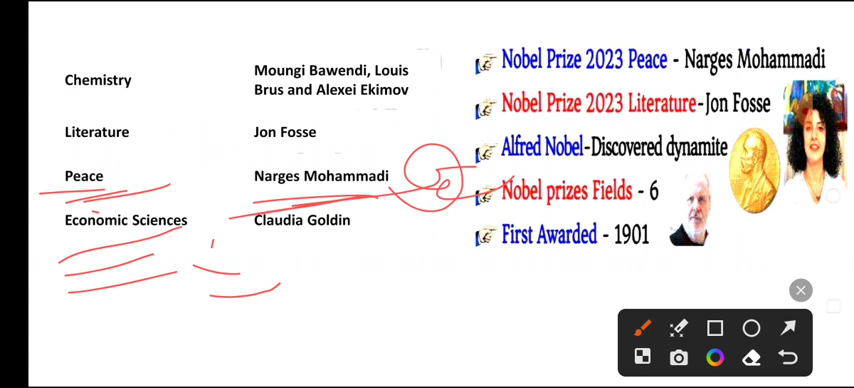 Chemistry
Moungi Bawendi, Louis
Brus and Alexei Ekimov
Literature
Jon Fosse
Peace
Narges Mohammadi
Economic Sciences
Claudia Goldin
Nobel Prize 2023 Peace - Narges Mohammadi
Nobel Prize 2023 Literature-Jon Fosse
Alfred Nobel-Discovered dynamite
Nobel prizes Fields - 6
First Awarded - 1901